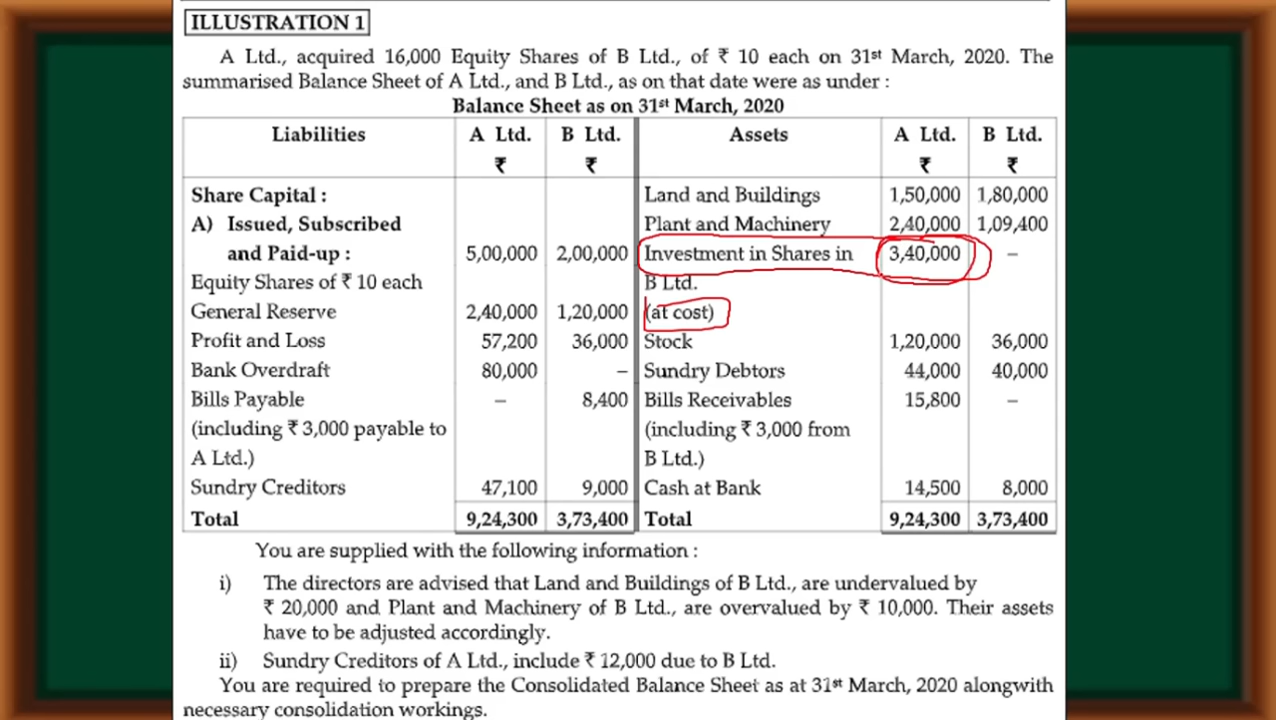 ILLUSTRATION 1
A Ltd., acquired 16,000 Equity Shares of B Ltd., of ₹ 10 each on 31st March, 2020. The
summarised Balance Sheet of A Ltd., and B Ltd., as on that date were as under :
Balance Sheet as on 31st March, 2020
Liabilities A Ltd. B Ltd. Assets A Ltd. B Ltd.
₹ ₹ ₹ ₹
Share Capital : Land and Buildings 1,50,000 1,80,000
A) Issued, Subscribed Plant and Machinery 2,40,000 1,09,400
and Paid-up : 5,00,000 2,00,000 Investment in Shares in 3,40,000 –
Equity Shares of ₹ 10 each B Ltd.
General Reserve 2,40,000 1,20,000 (at cost)
Profit and Loss 57,200 36,000 Stock 1,20,000 36,000
Bank Overdraft 80,000 – Sundry Debtors 44,000 40,000
Bills Payable – 8,400 Bills Receivables 15,800 –
(including ₹ 3,000 payable to (including ₹ 3,000 from
A Ltd.) B Ltd.)
Sundry Creditors 47,100 9,000 Cash at Bank 14,500 8,000
Total 9,24,300 3,73,400 Total 9,24,300 3,73,400
You are supplied with the following information :
i) The directors are advised that Land and Buildings of B Ltd., are undervalued by
₹ 20,000 and Plant and Machinery of B Ltd., are overvalued by ₹ 10,000. Their assets
have to be adjusted accordingly.
ii) Sundry Creditors of A Ltd., include ₹ 12,000 due to B Ltd.
You are required to prepare the Consolidated Balance Sheet as at 31st March, 2020 alongwith
necessary consolidation workings.